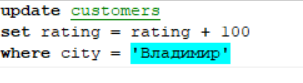 update customers
set rating = rating + 100
where city = 'Владимир'